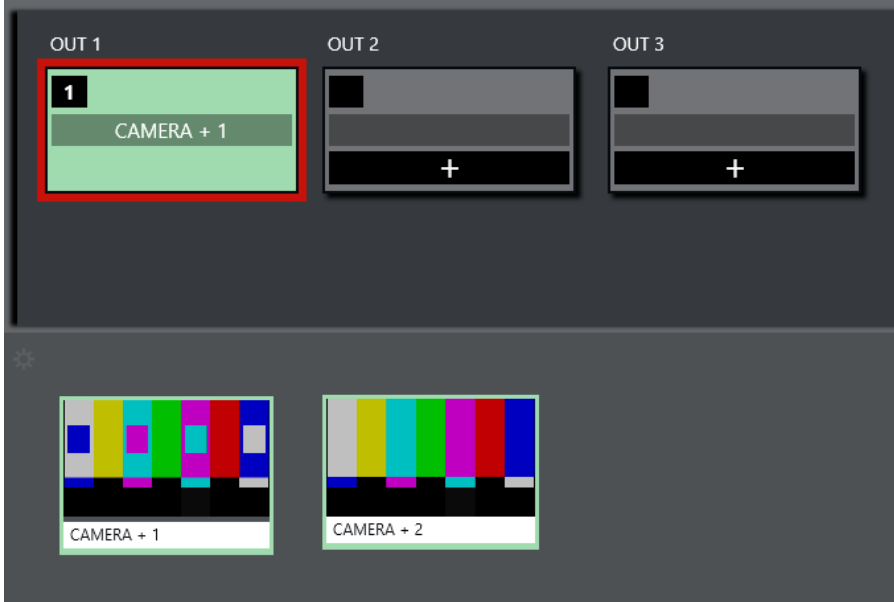 OUT 1
OUT 2
OUT 3
1
CAMERA + 1
+
+
CAMERA + 1
CAMERA + 2